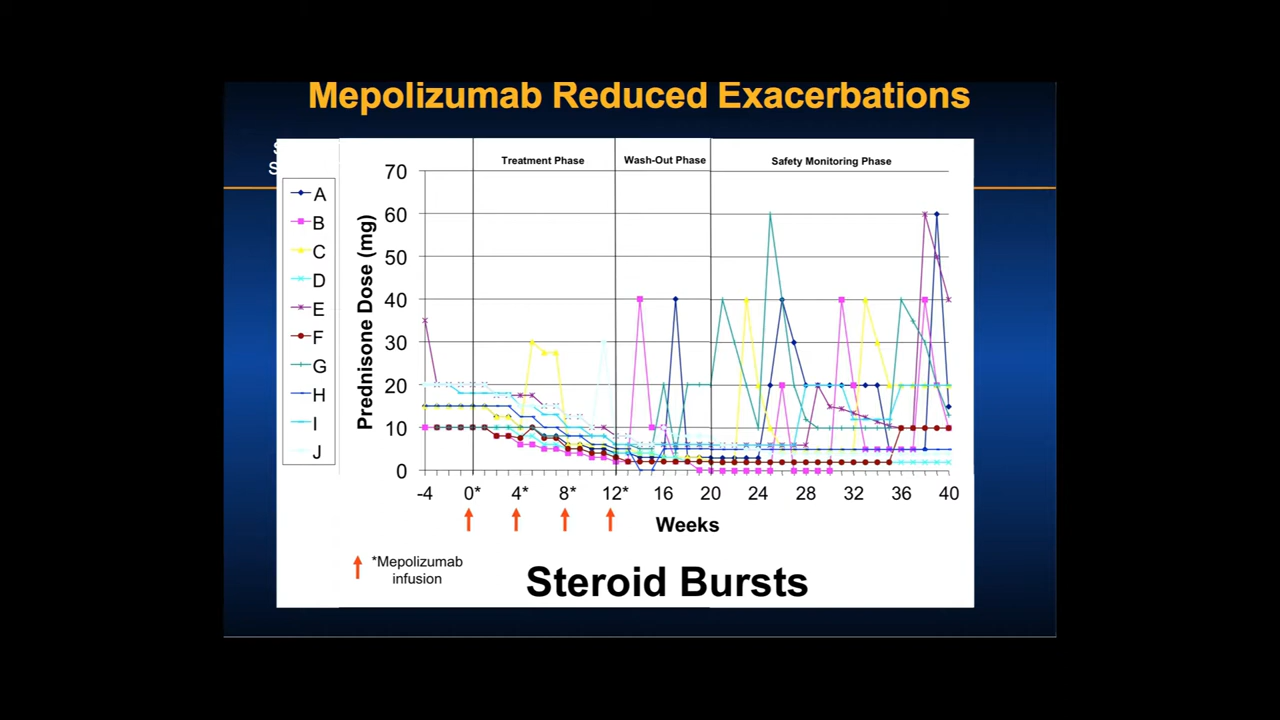 Mepolizumab Reduced Exacerbations
Treatment Phase
Wash-Out Phase
Safety Monitoring Phase
A
B
C
D
E
F
G
H
I
J
Prednisone Dose (mg)
70
60
50
40
30
20
10
0
-4 0* 4* 8* 12* 16 20 24 28 32 36 40
Weeks
*Mepolizumab
infusion
Steroid Bursts